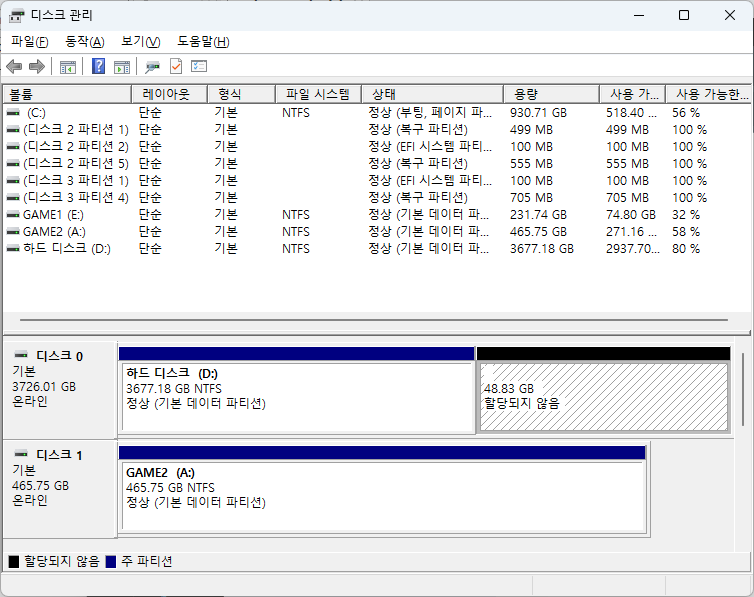 디스크 관리
파일(F) 동작(A) 보기(V) 도움말(H)
볼륨 레이아웃 형식 파일 시스템 상태 용량 사용 가... 사용 가능한...
(C:) 단순 기본 NTFS 정상 (부팅, 페이지 파... 930.71 GB 518.40 ... 56 %
(디스크 2 파티션 1) 단순 기본 정상 (복구 파티션) 499 MB 499 MB 100 %
(디스크 2 파티션 2) 단순 기본 정상 (EFI 시스템 파티... 100 MB 100 MB 100 %
(디스크 2 파티션 5) 단순 기본 정상 (복구 파티션) 555 MB 555 MB 100 %
(디스크 3 파티션 1) 단순 기본 정상 (EFI 시스템 파티... 100 MB 100 MB 100 %
(디스크 3 파티션 4) 단순 기본 정상 (복구 파티션) 705 MB 705 MB 100 %
GAME1 (E:) 단순 기본 NTFS 정상 (기본 데이터 파... 231.74 GB 74.80 GB 32 %
GAME2 (A:) 단순 기본 NTFS 정상 (기본 데이터 파... 465.75 GB 271.16 ... 58 %
하드 디스크 (D:) 단순 기본 NTFS 정상 (기본 데이터 파... 3677.18 GB 2937.70... 80 %
디스크 0
기본
3726.01 GB
온라인
하드 디스크 (D:)
3677.18 GB NTFS
정상 (기본 데이터 파티션)
48.83 GB
할당되지 않음
디스크 1
기본
465.75 GB
온라인
GAME2 (A:)
465.75 GB NTFS
정상 (기본 데이터 파티션)
할당되지 않음 주 파티션